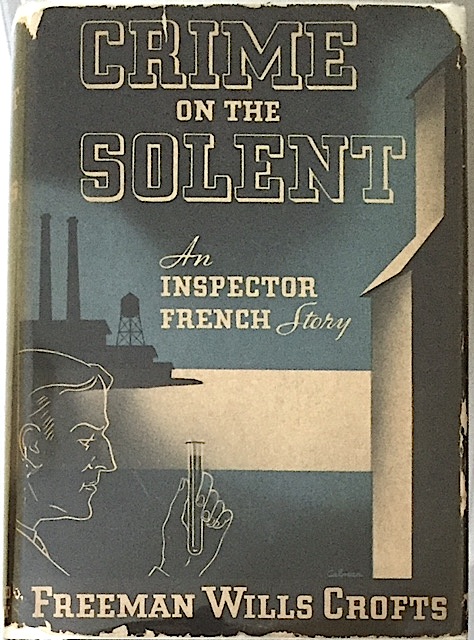 CRIME
ON THE
SOLENT
An
INSPECTOR
FRENCH Story
FREEMAN WILLS CROFTS